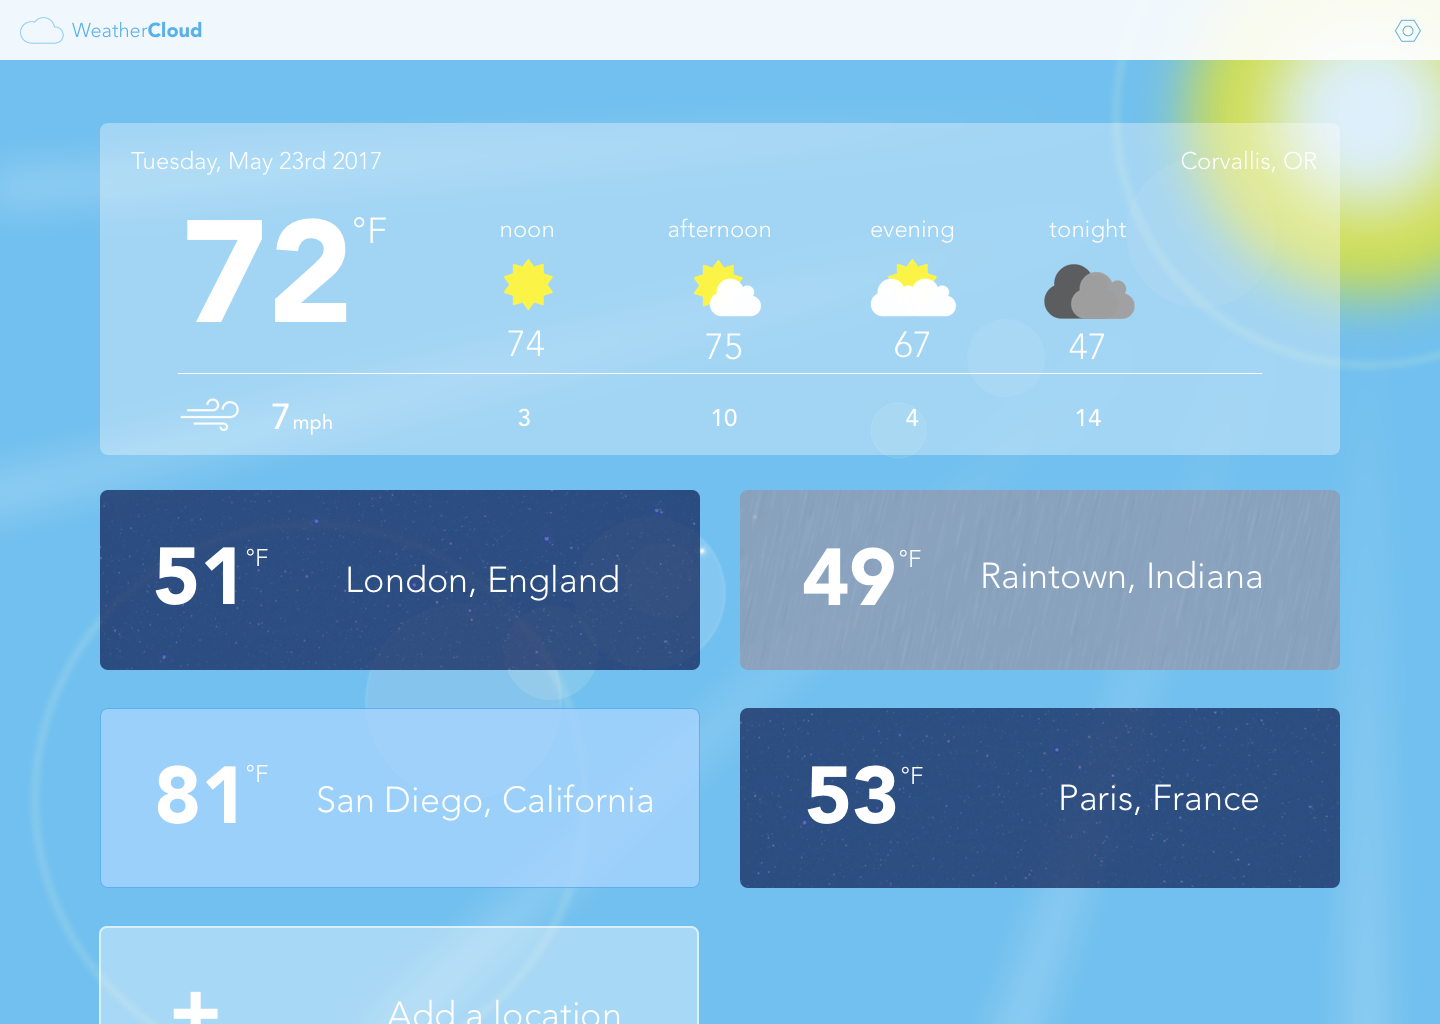 WeatherCloud
Tuesday, May 23rd 2017
Corvallis, OR
72 °F
noon afternoon evening tonight
74 75 67 47
7 mph 3 10 4 14
51 °F London, England
49 °F Raintown, Indiana
81 °F San Diego, California
53 °F Paris, France
+ Add a location